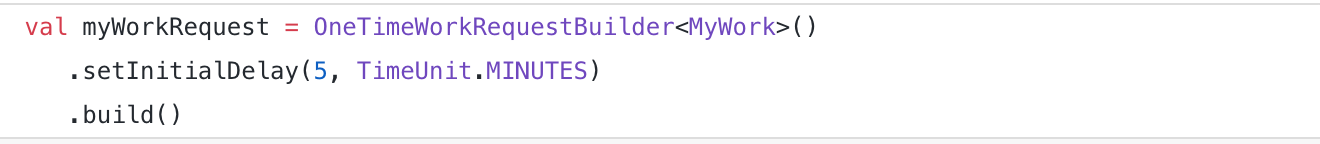 val myWorkRequest = OneTimeWorkRequestBuilder<MyWork>()
   .setInitialDelay(5, TimeUnit.MINUTES)
   .build()